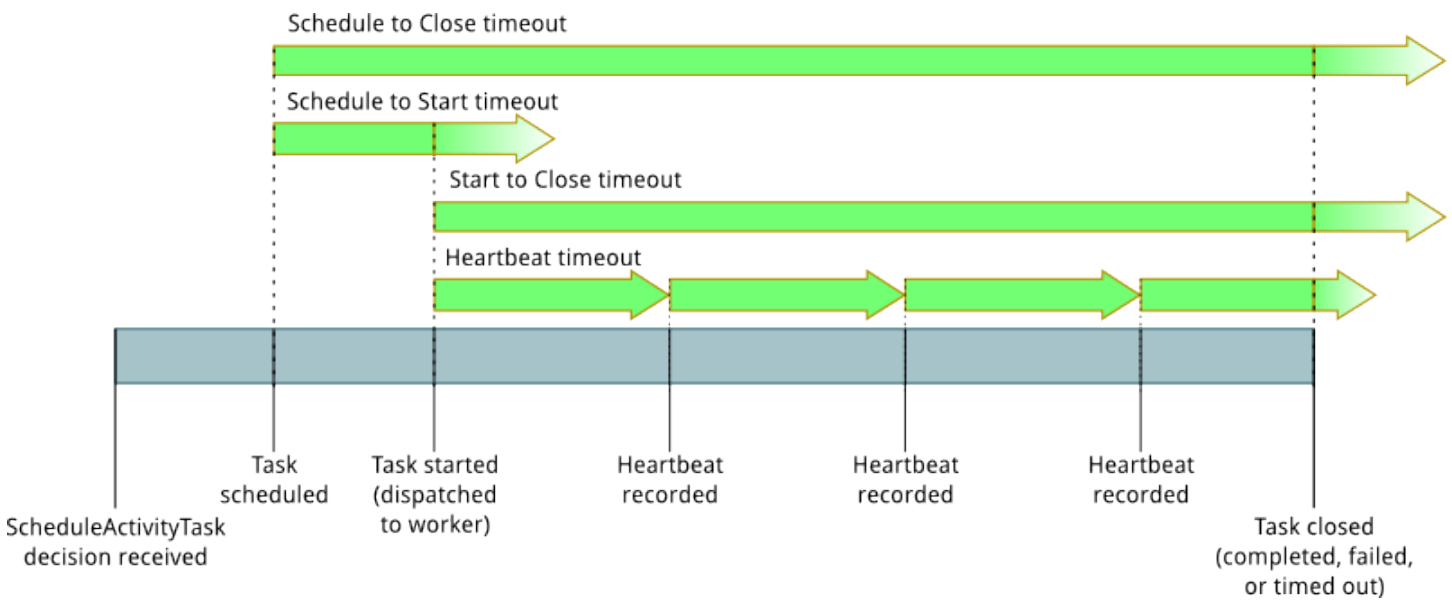 Schedule to Close timeout
Schedule to Start timeout
Start to Close timeout
Heartbeat timeout
Task
scheduled
Task started
(dispatched
to worker)
Heartbeat
recorded
Heartbeat
recorded
Heartbeat
recorded
ScheduleActivityTask
decision received
Task closed
(completed, failed,
or timed out)